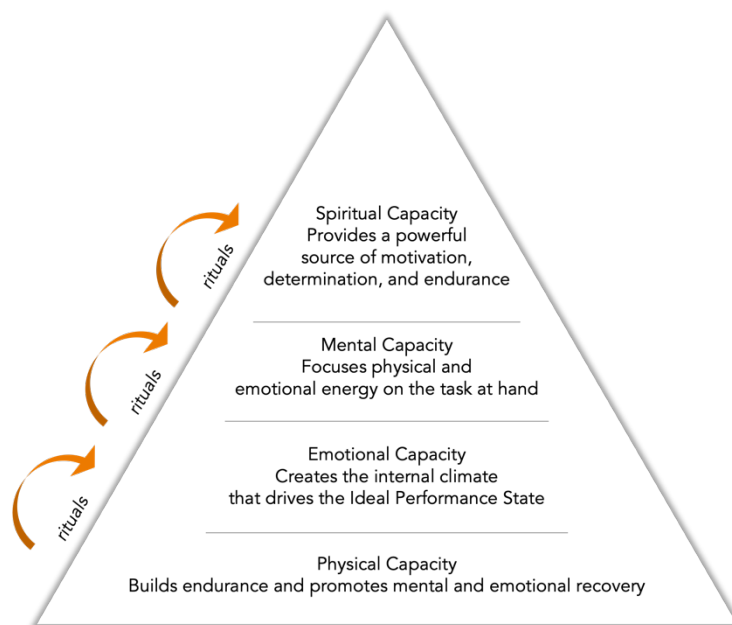 Spiritual Capacity
Provides a powerful
source of motivation,
determination, and endurance
rituals
Mental Capacity
Focuses physical and
emotional energy on the task at hand
rituals
Emotional Capacity
Creates the internal climate
that drives the Ideal Performance State
rituals
Physical Capacity
Builds endurance and promotes mental and emotional recovery